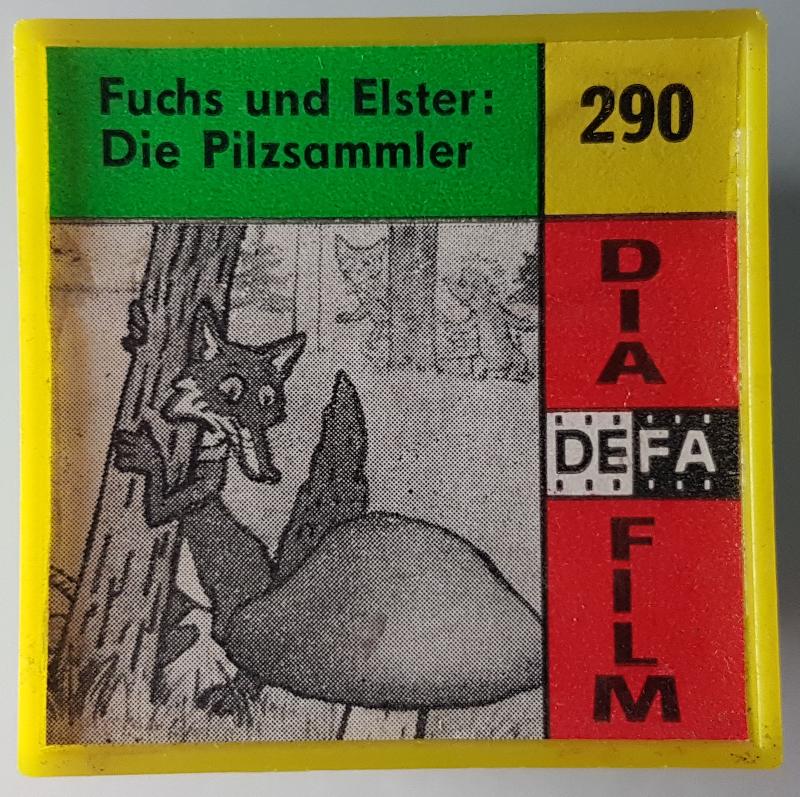 Fuchs und Elster:
Die Pilzsammler
290
DIA
DEFA
FILM